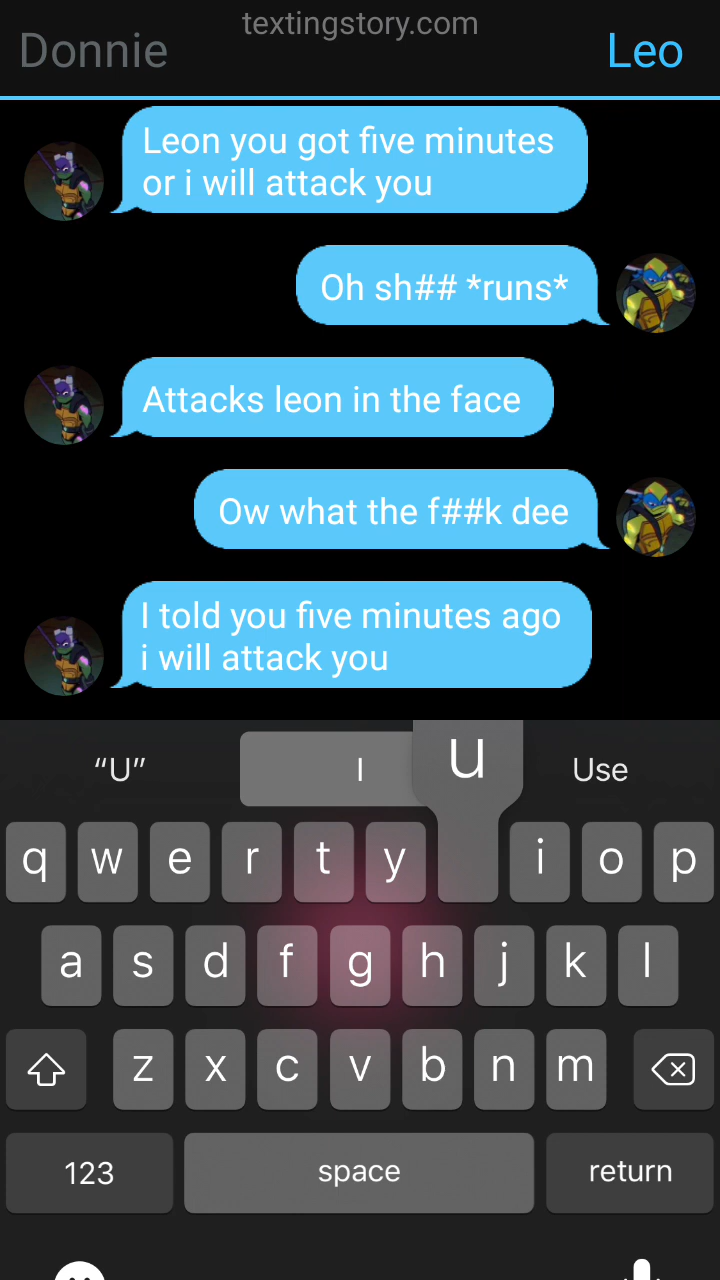 textingstory.com
Donnie
Leo
Leon you got five minutes
or i will attack you
Oh sh## *runs*
Attacks leon in the face
Ow what the f##k dee
I told you five minutes ago
i will attack you
“U” I Use
u
q w e r t y i o p
a s d f g h j k l
z x c v b n m
123 space return